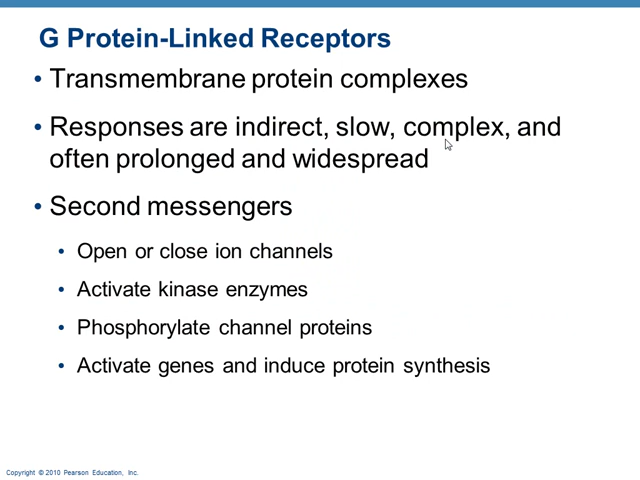 G Protein-Linked Receptors
• Transmembrane protein complexes
• Responses are indirect, slow, complex, and
often prolonged and widespread
• Second messengers
• Open or close ion channels
• Activate kinase enzymes
• Phosphorylate channel proteins
• Activate genes and induce protein synthesis
Copyright © 2010 Pearson Education, Inc.